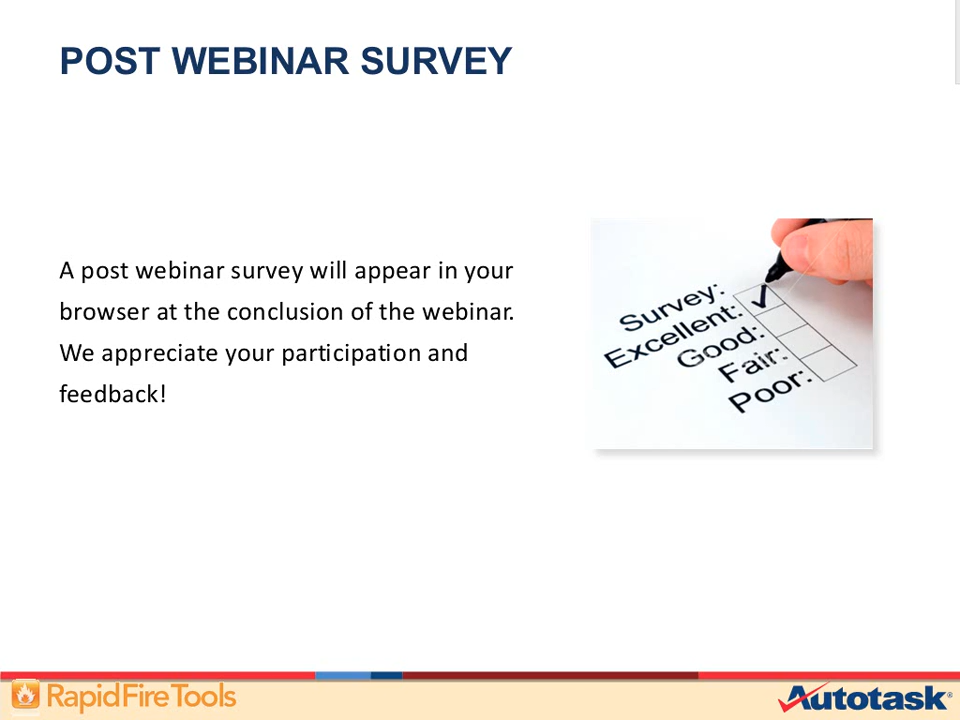 POST WEBINAR SURVEY
A post webinar survey will appear in your
browser at the conclusion of the webinar.
We appreciate your participation and
feedback!
Survey:
Excellent:
Good:
Fair:
Poor:
RapidFireTools
Autotask®